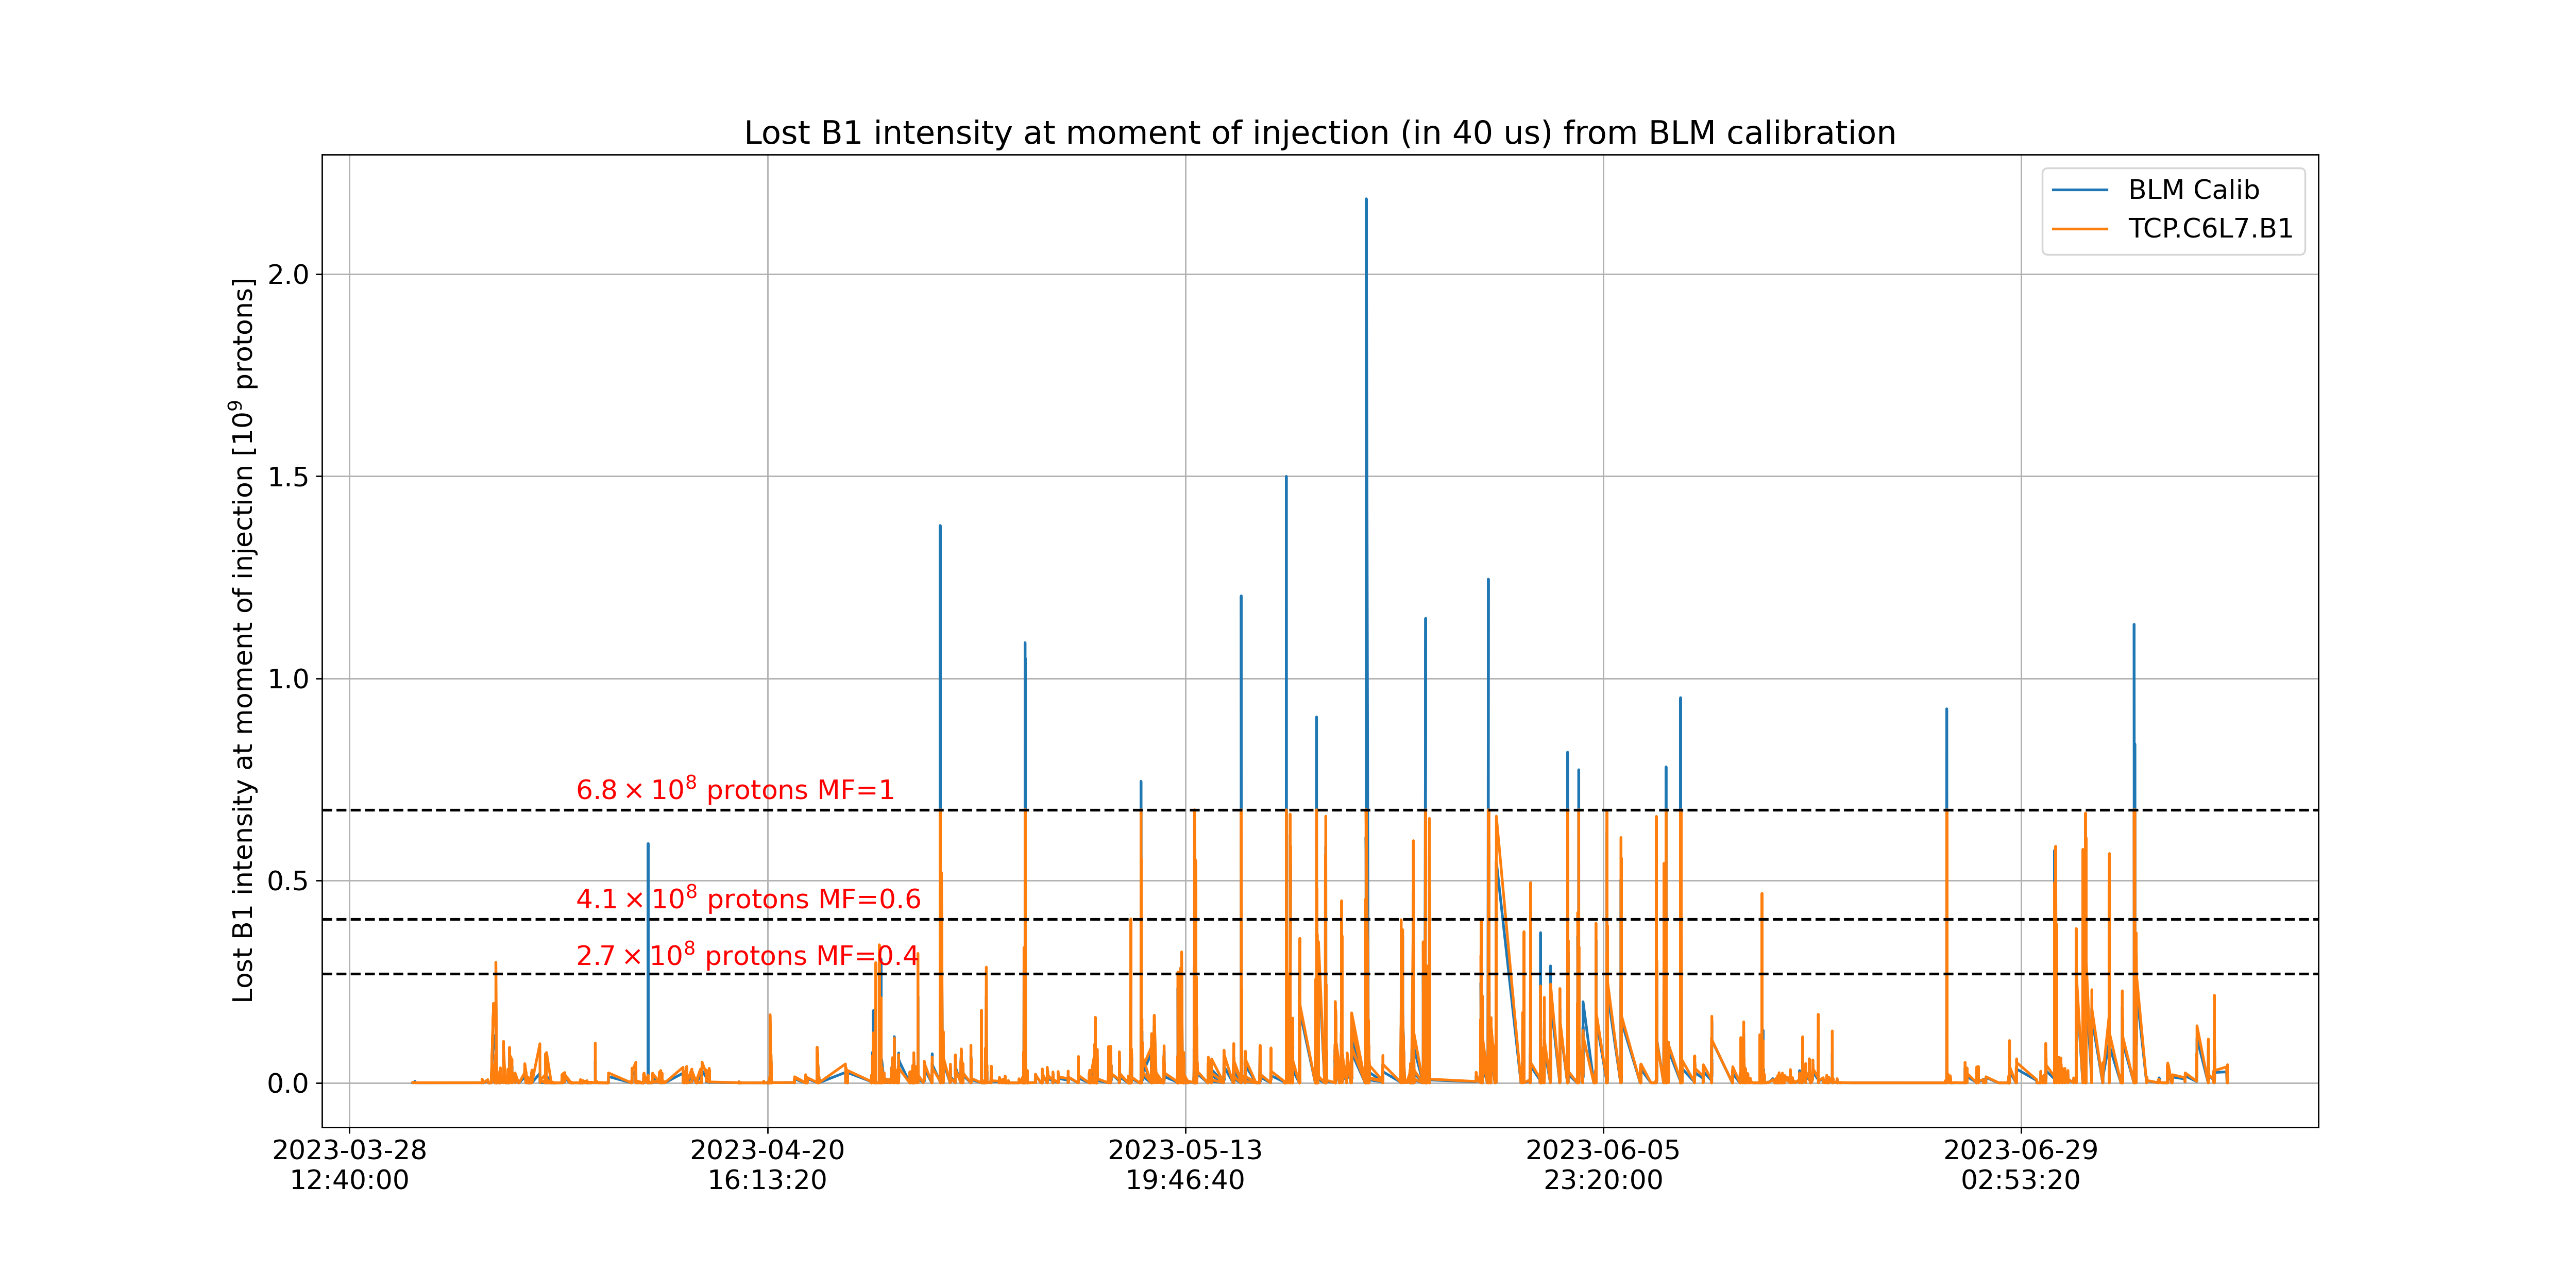 Lost B1 intensity at moment of injection (in 40 us) from BLM calibration
BLM Calib
TCP.C6L7.B1
Lost B1 intensity at moment of injection [10⁹ protons]
2.0
1.5
1.0
0.5
0.0
6.8 × 10⁸ protons MF=1
4.1 × 10⁸ protons MF=0.6
2.7 × 10⁸ protons MF=0.4
2023-03-28
12:40:00
2023-04-20
16:13:20
2023-05-13
19:46:40
2023-06-05
23:20:00
2023-06-29
02:53:20